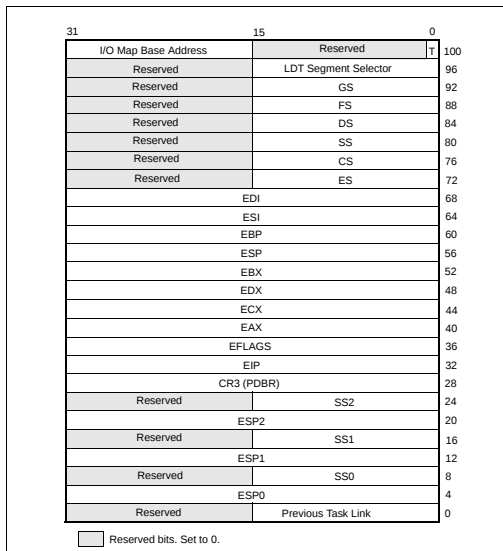 31 15 0
I/O Map Base Address Reserved T 100
Reserved LDT Segment Selector 96
Reserved GS 92
Reserved FS 88
Reserved DS 84
Reserved SS 80
Reserved CS 76
Reserved ES 72
EDI 68
ESI 64
EBP 60
ESP 56
EBX 52
EDX 48
ECX 44
EAX 40
EFLAGS 36
EIP 32
CR3 (PDBR) 28
Reserved SS2 24
ESP2 20
Reserved SS1 16
ESP1 12
Reserved SS0 8
ESP0 4
Reserved Previous Task Link 0
Reserved bits. Set to 0.